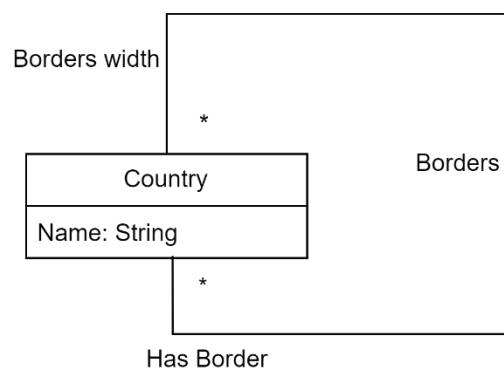 Borders width
*
Country
Borders
Name: String
*
Has Border